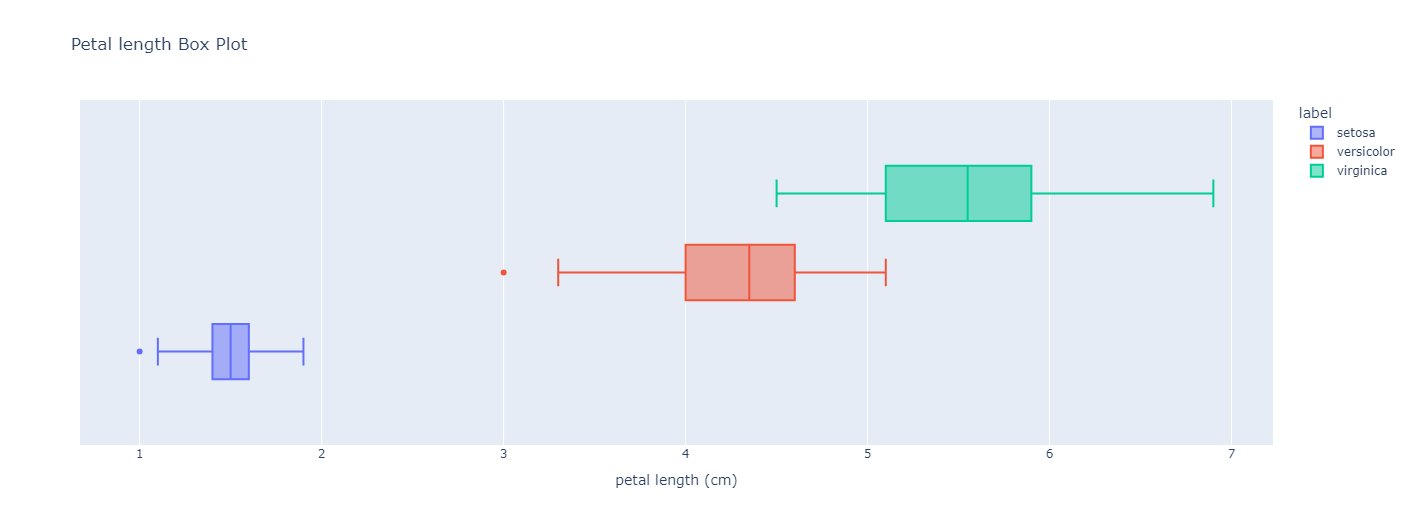 Petal length Box Plot
label
setosa
versicolor
virginica
1 2 3 4 5 6 7
petal length (cm)